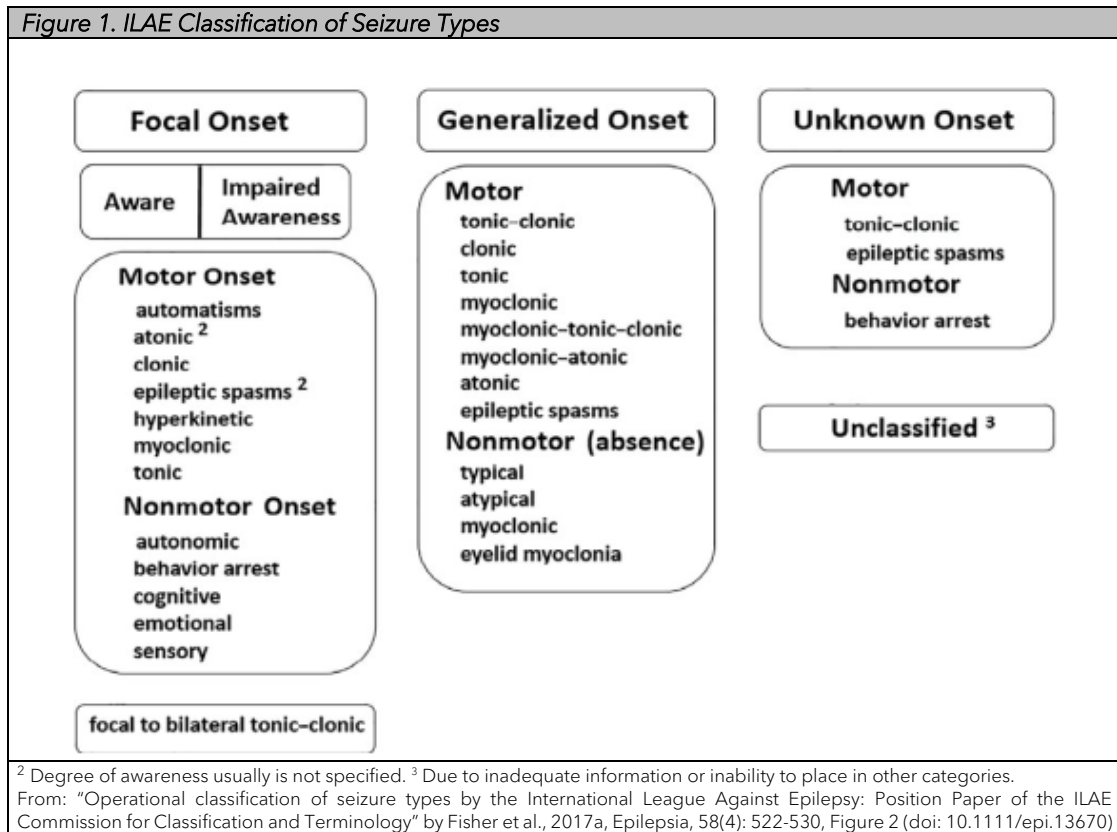 Figure 1. ILAE Classification of Seizure Types
Focal Onset
Aware
Impaired
Awareness
Motor Onset
automatisms
atonic 2
clonic
epileptic spasms 2
hyperkinetic
myoclonic
tonic
Nonmotor Onset
autonomic
behavior arrest
cognitive
emotional
sensory
focal to bilateral tonic–clonic
Generalized Onset
Motor
tonic–clonic
clonic
tonic
myoclonic
myoclonic–tonic–clonic
myoclonic–atonic
atonic
epileptic spasms
Nonmotor (absence)
typical
atypical
myoclonic
eyelid myoclonia
Unknown Onset
Motor
tonic–clonic
epileptic spasms
Nonmotor
behavior arrest
Unclassified 3
2 Degree of awareness usually is not specified. 3 Due to inadequate information or inability to place in other categories.
From: “Operational classification of seizure types by the International League Against Epilepsy: Position Paper of the ILAE
Commission for Classification and Terminology” by Fisher et al., 2017a, Epilepsia, 58(4): 522-530, Figure 2 (doi: 10.1111/epi.13670)